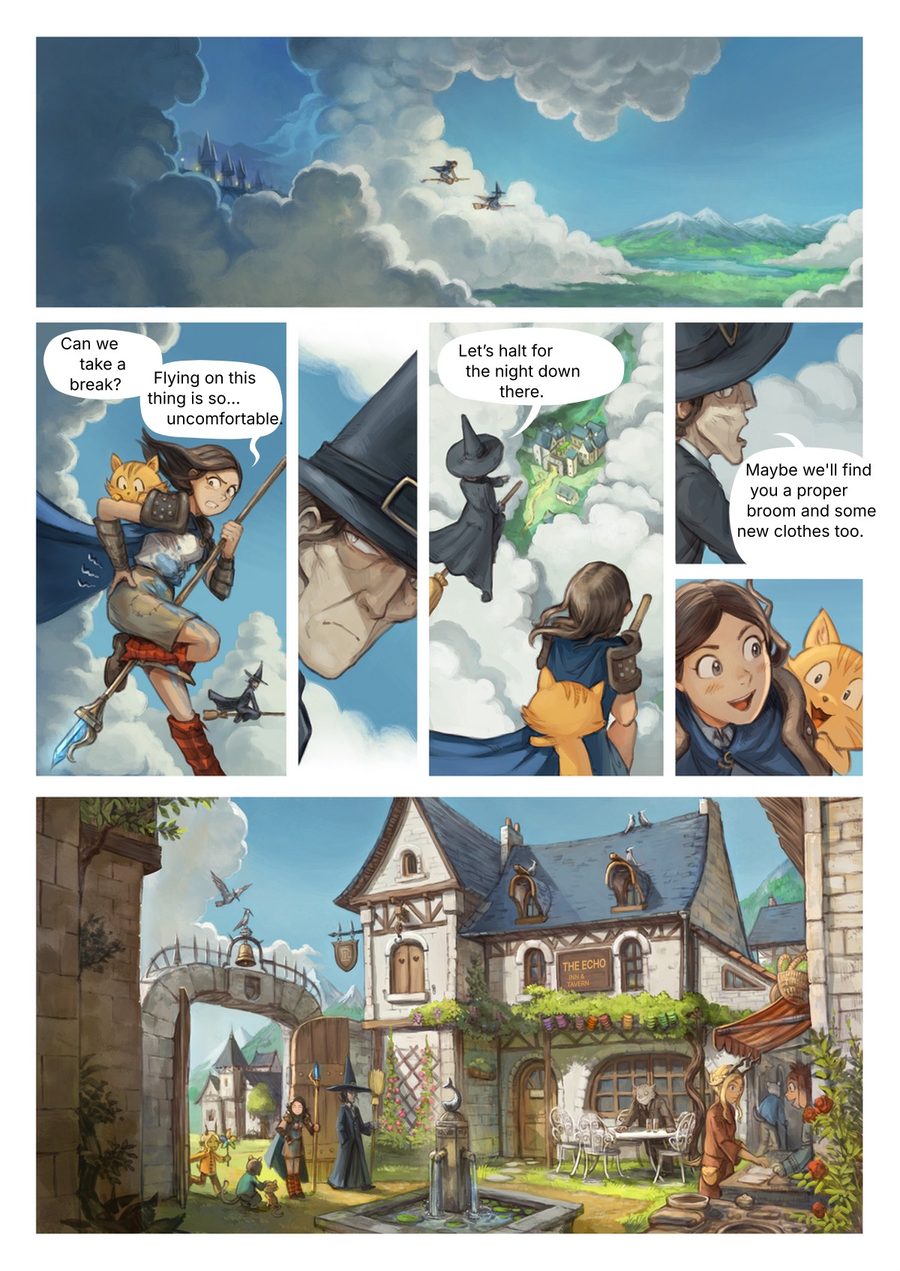 Can we
take a
break?
Flying on this
thing is so...
uncomfortable.
Let’s halt for
the night down
there.
Maybe we'll find
you a proper
broom and some
new clothes too.
THE ECHO
INN &
TAVERN